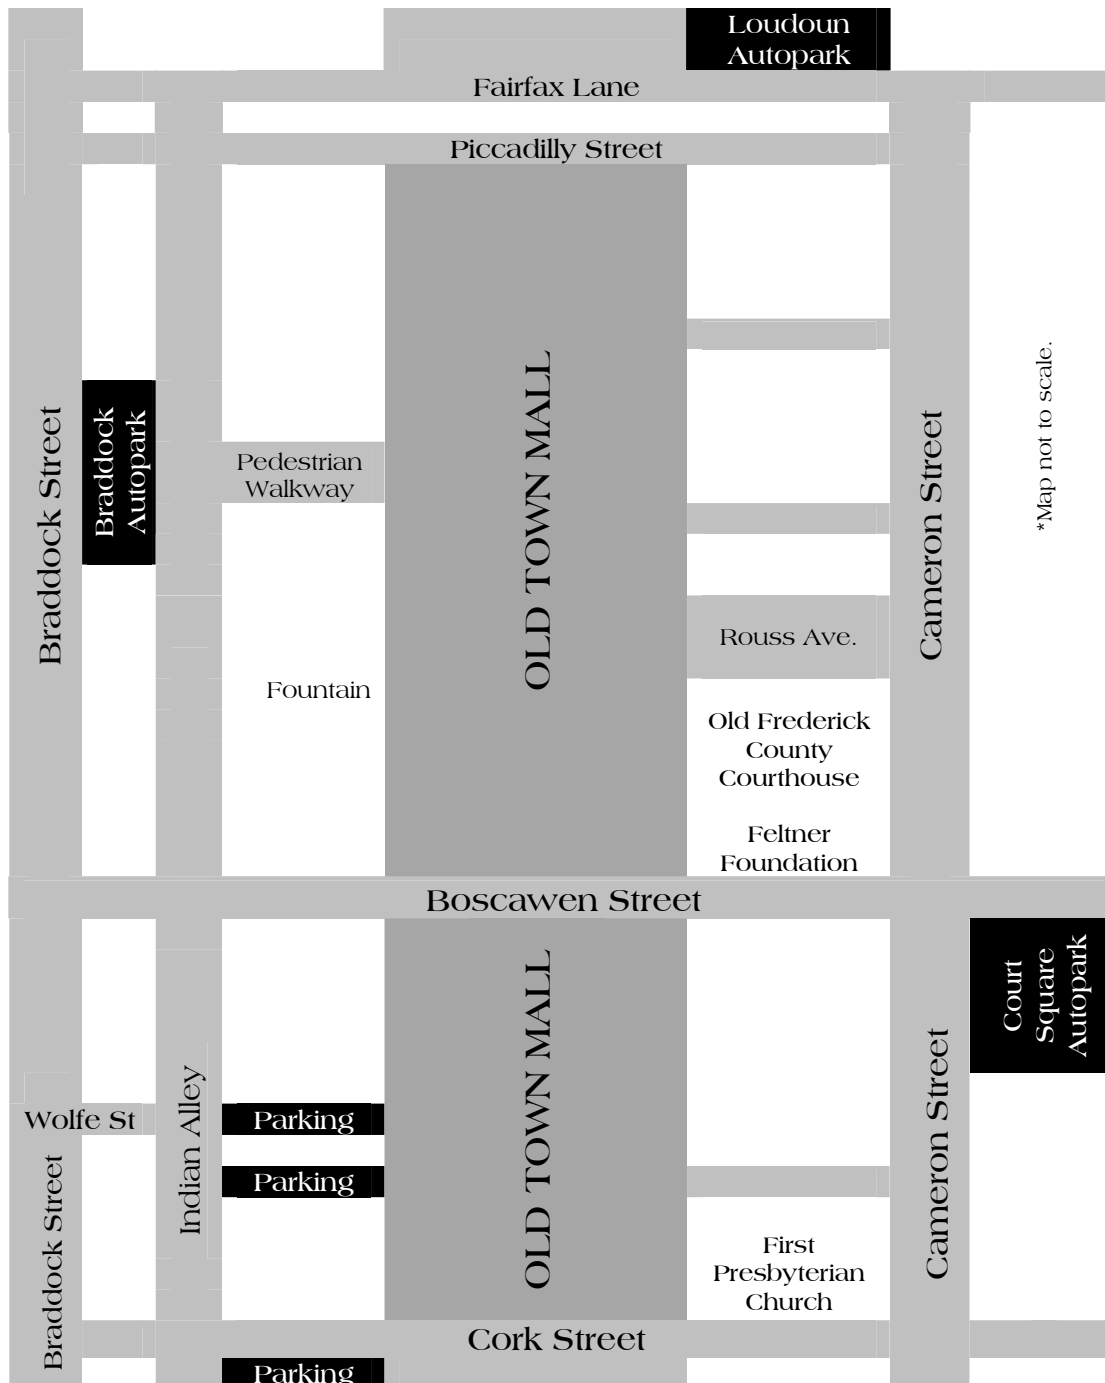 Loudoun
Autopark
Fairfax Lane
Piccadilly Street
Braddock Street
Braddock
Autopark
Pedestrian
Walkway
OLD TOWN MALL
Cameron Street
*Map not to scale.
Rouss Ave.
Fountain
Old Frederick
County
Courthouse
Feltner
Foundation
Boscawen Street
Court
Square
Autopark
OLD TOWN MALL
Cameron Street
Wolfe St
Indian Alley
Parking
Parking
Braddock Street
First
Presbyterian
Church
Cork Street
Parking